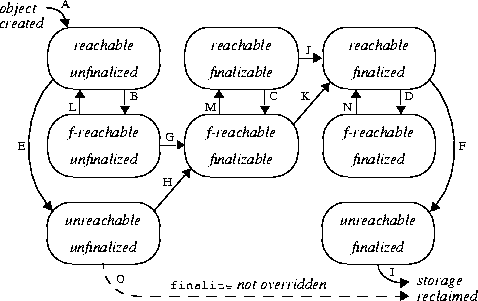 object
created
A
reachable
unfinalized
reachable
finalizable
J
reachable
finalized
L
B
M
C
K
N
D
E
f-reachable
unfinalized
G
f-reachable
finalizable
f-reachable
finalized
F
H
unreachable
unfinalized
unreachable
finalized
O
finalize not overridden
I
storage
reclaimed